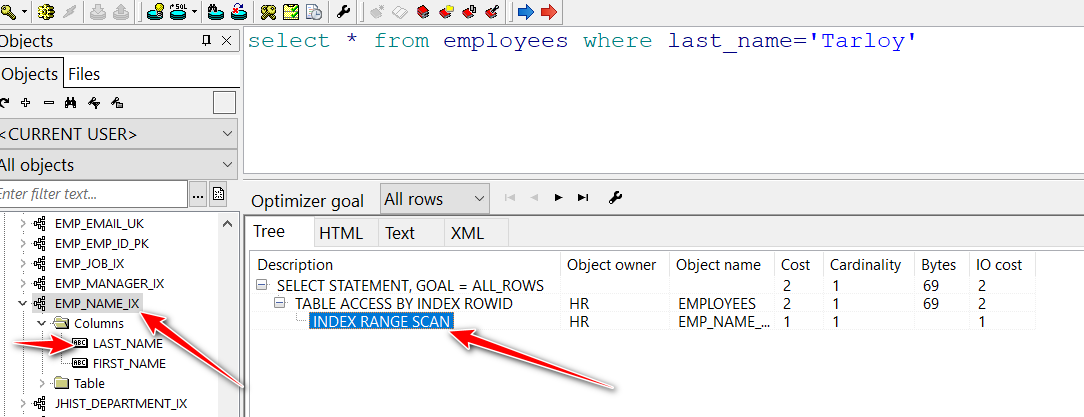 Objects
select * from employees where last_name='Tarloy'
Objects Files
<CURRENT USER>
All objects
Enter filter text...
...
Optimizer goal All rows
Tree HTML Text XML
EMP_EMAIL_UK
EMP_EMP_ID_PK
EMP_JOB_IX
EMP_MANAGER_IX
EMP_NAME_IX
Columns
LAST_NAME
FIRST_NAME
Table
JHIST_DEPARTMENT_IX
Description Object owner Object name Cost Cardinality Bytes IO cost
SELECT STATEMENT, GOAL = ALL_ROWS 2 1 69 2
TABLE ACCESS BY INDEX ROWID HR EMPLOYEES 2 1 69 2
INDEX RANGE SCAN HR EMP_NAME_... 1 1 1